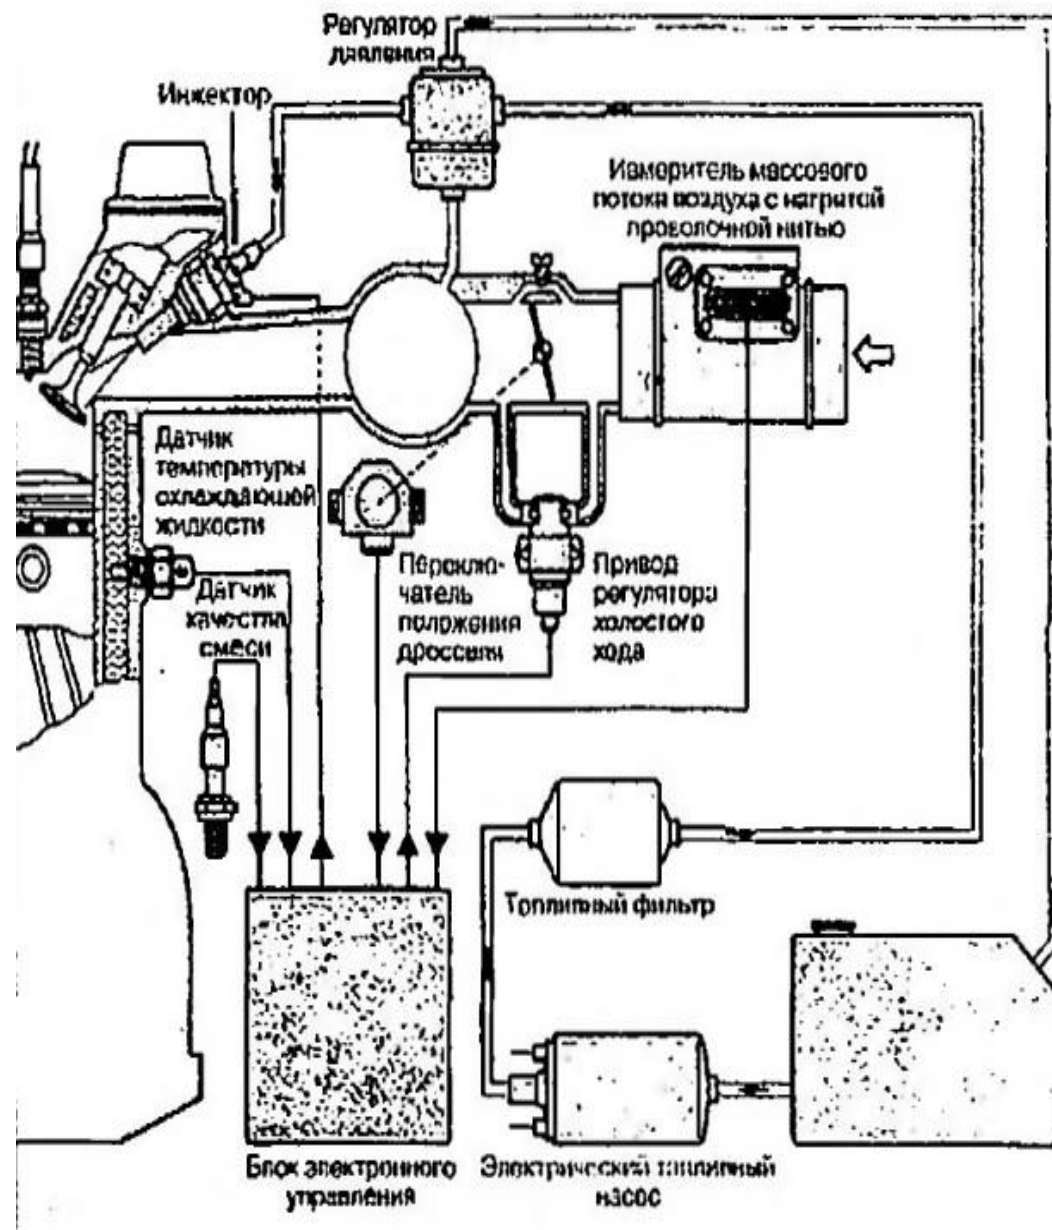 Регулятор
давления
Инжектор
Измеритель массового
потока воздуха с нагретой
проволочной нитью
Датчик
температуры
охлаждающей
жидкости
Датчик
качества
смеси
Переклю-
чатель
положения
дросселя
Привод
регулятора
холостого
хода
Топливный фильтр
Блок электронного
управления
Электрический топливный
насос